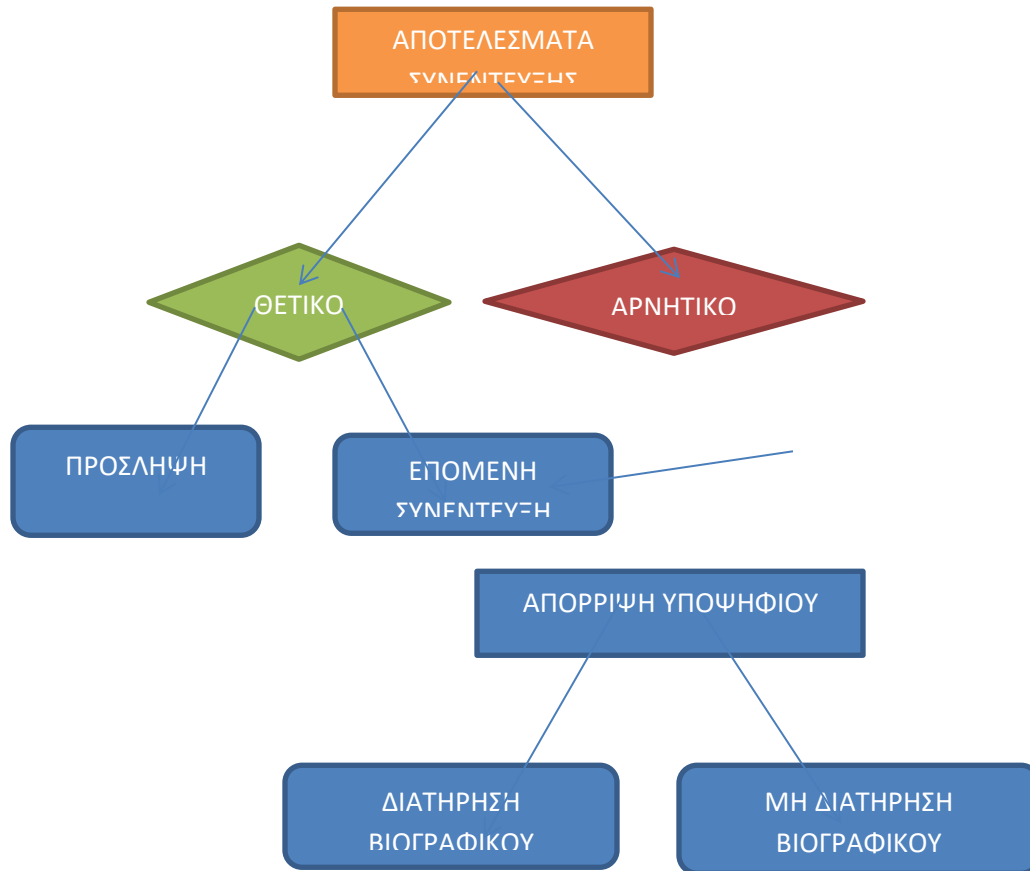 ΑΠΟΤΕΛΕΣΜΑΤΑ
ΣΥΝΕΝΤΕΥΞΗΣ
ΘΕΤΙΚΟ
ΑΡΝΗΤΙΚΟ
ΠΡΟΣΛΗΨΗ
ΕΠΟΜΕΝΗ
ΣΥΝΕΝΤΕΥΞΗ
ΑΠΟΡΡΙΨΗ ΥΠΟΨΗΦΙΟΥ
ΔΙΑΤΗΡΗΣΗ
ΒΙΟΓΡΑΦΙΚΟΥ
ΜΗ ΔΙΑΤΗΡΗΣΗ
ΒΙΟΓΡΑΦΙΚΟΥ